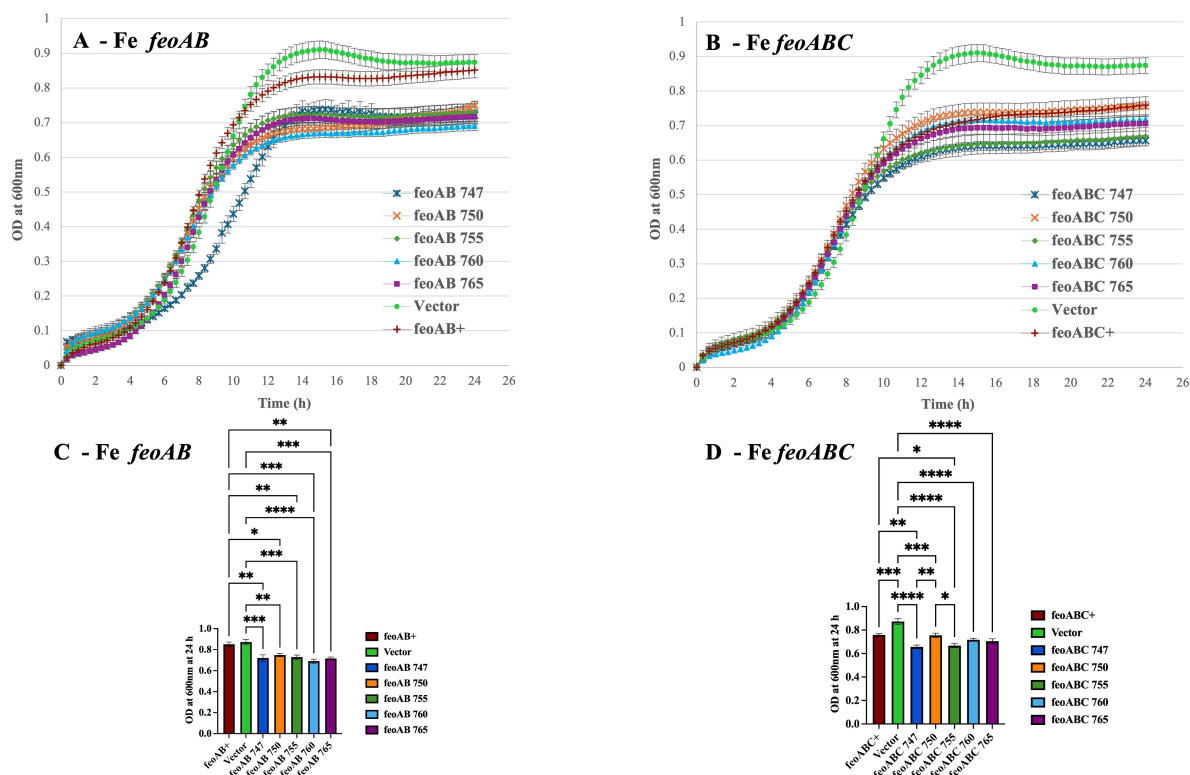 A - Fe feoAB
OD at 600nm
1
0.9
0.8
0.7
0.6
0.5
0.4
0.3
0.2
0.1
0
feoAB 747
feoAB 750
feoAB 755
feoAB 760
feoAB 765
Vector
feoAB+
0 2 4 6 8 10 12 14 16 18 20 22 24 26
Time (h)
B - Fe feoABC
OD at 600nm
1
0.9
0.8
0.7
0.6
0.5
0.4
0.3
0.2
0.1
0
feoABC 747
feoABC 750
feoABC 755
feoABC 760
feoABC 765
Vector
feoABC+
0 2 4 6 8 10 12 14 16 18 20 22 24 26
Time (h)
C - Fe feoAB
**
***
***
**
****
*
***
**
**
***
OD at 600nm at 24 h
1.0
0.8
0.6
0.4
0.2
0.0
feoAB+
Vector
feoAB 747
feoAB 750
feoAB 755
feoAB 760
feoAB 765
feoAB+
Vector
feoAB 747
feoAB 750
feoAB 755
feoAB 760
feoAB 765
D - Fe feoABC
****
*
****
****
**
***
*** **
**** *
OD at 600nm at 24 h
1.0
0.8
0.6
0.4
0.2
0.0
feoABC+
Vector
feoABC 747
feoABC 750
feoABC 755
feoABC 760
feoABC 765
feoABC+
Vector
feoABC 747
feoABC 750
feoABC 755
feoABC 760
feoABC 765